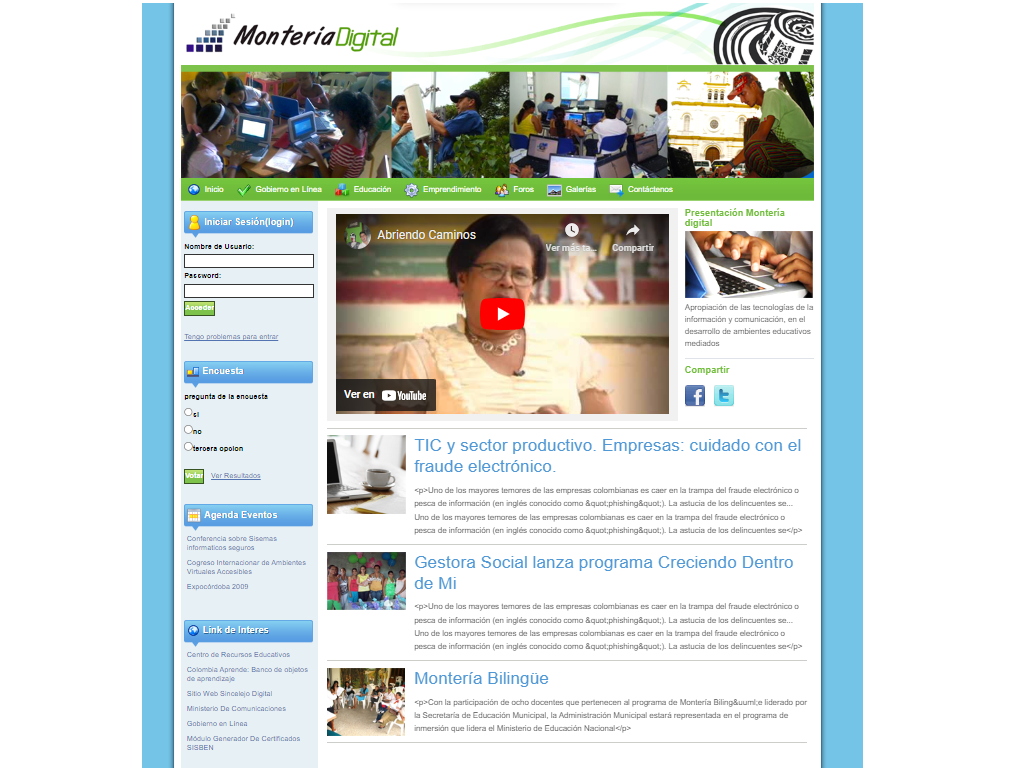 MonteríaDigital
Inicio
Gobierno en Línea
Educación
Emprendimiento
Foros
Galerías
Contáctenos
Iniciar Sesión(login)
Nombre de Usuario:
Password:
Acceder
Tengo problemas para entrar
Encuesta
pregunta de la encuesta
si
no
tercera opcion
Votar
Ver Resultados
Agenda Eventos
Conferencia sobre Sisemas
informaticos seguros
Cogreso Internacionar de Ambientes
Virtuales Accesibles
Expocórdoba 2009
Link de Interes
Centro de Recursos Educativos
Colombia Aprende: Banco de objetos
de aprendizaje
Sitio Web Sincelejo Digital
Ministerio De Comunicaciones
Gobierno en Línea
Módulo Generador De Certificados
SISBEN
Abriendo Caminos
Ver más ta...
Compartir
Ver en YouTube
TIC y sector productivo. Empresas: cuidado con el
fraude electrónico.
<p>Uno de los mayores temores de las empresas colombianas es caer en la trampa del fraude electrónico o
pesca de información (en inglés conocido como &quot;phishing&quot;). La astucia de los delincuentes se...
Uno de los mayores temores de las empresas colombianas es caer en la trampa del fraude electrónico o
pesca de información (en inglés conocido como &quot;phishing&quot;). La astucia de los delincuentes se</p>
Gestora Social lanza programa Creciendo Dentro
de Mi
<p>Uno de los mayores temores de las empresas colombianas es caer en la trampa del fraude electrónico o
pesca de información (en inglés conocido como &quot;phishing&quot;). La astucia de los delincuentes se...
Uno de los mayores temores de las empresas colombianas es caer en la trampa del fraude electrónico o
pesca de información (en inglés conocido como &quot;phishing&quot;). La astucia de los delincuentes se</p>
Montería Bilingüe
<p>Con la participación de ocho docentes que pertenecen al programa de Montería Biling&uuml;e liderado por
la Secretaría de Educación Municipal, la Administración Municipal estará representada en el programa de
inmersión que lidera el Ministerio de Educación Nacional</p>
Presentación Montería
digital
Apropiación de las tecnologías de la
información y comunicación, en el
desarrollo de ambientes educativos
mediados
Compartir